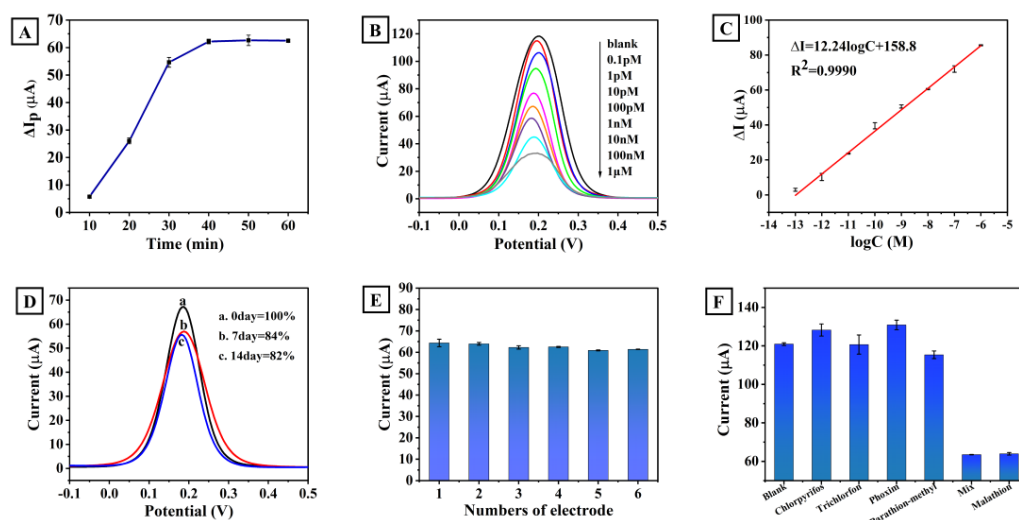 A
ΔIp (μA)
70
60
50
40
30
20
10
0
10 20 30 40 50 60
Time (min)
B
Current (μA)
120
100
80
60
40
20
0
-0.1 0.0 0.1 0.2 0.3 0.4 0.5
Potential (V)
blank
0.1pM
1pM
10pM
100pM
1nM
10nM
100nM
1μM
C
ΔI (μA)
100
80
60
40
20
0
-14 -13 -12 -11 -10 -9 -8 -7 -6 -5
logC (M)
ΔI=12.24logC+158.8
R2=0.9990
D
Current (μA)
70
60
50
40
30
20
10
0
-0.1 0.0 0.1 0.2 0.3 0.4 0.5
Potential (V)
a
b
c
a. 0day=100%
b. 7day=84%
c. 14day=82%
E
Current (μA)
90
80
70
60
50
40
30
20
10
0
1 2 3 4 5 6
Numbers of electrode
F
Current (μA)
140
120
100
80
60
Blank
Chlorpyrifos
Trichlorfon
Phoxim
Parathion-methyl
Mix
Malathion